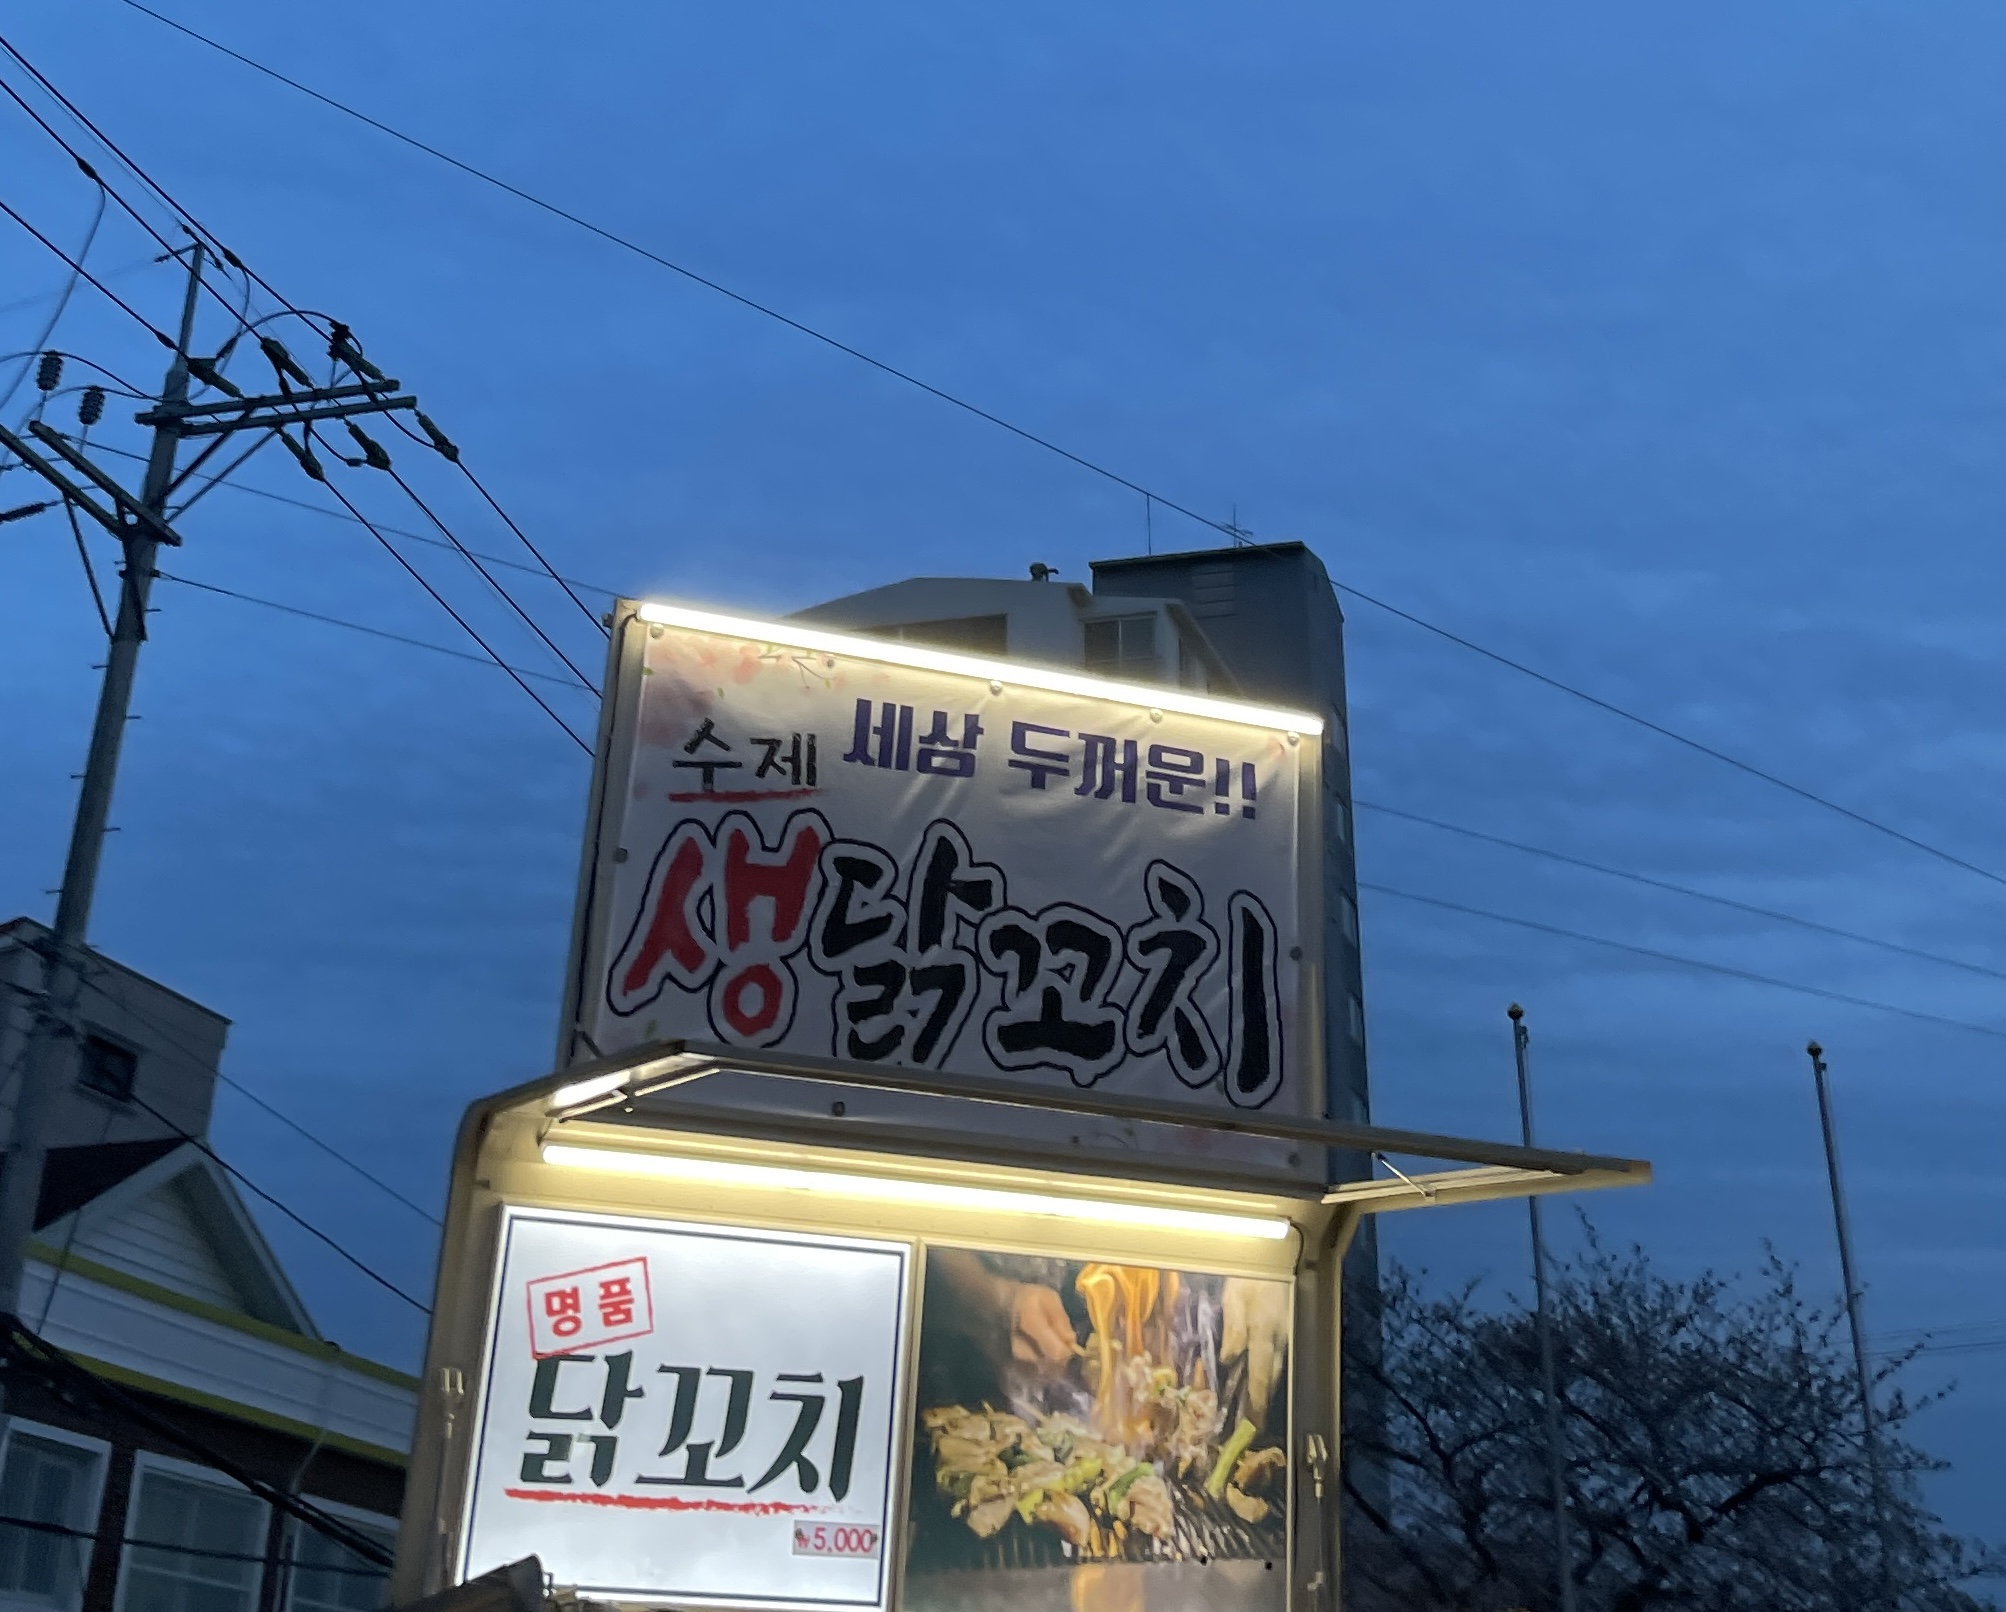 수제 세상 두꺼운!!
생닭꼬치
명품
닭꼬치
₩5,000